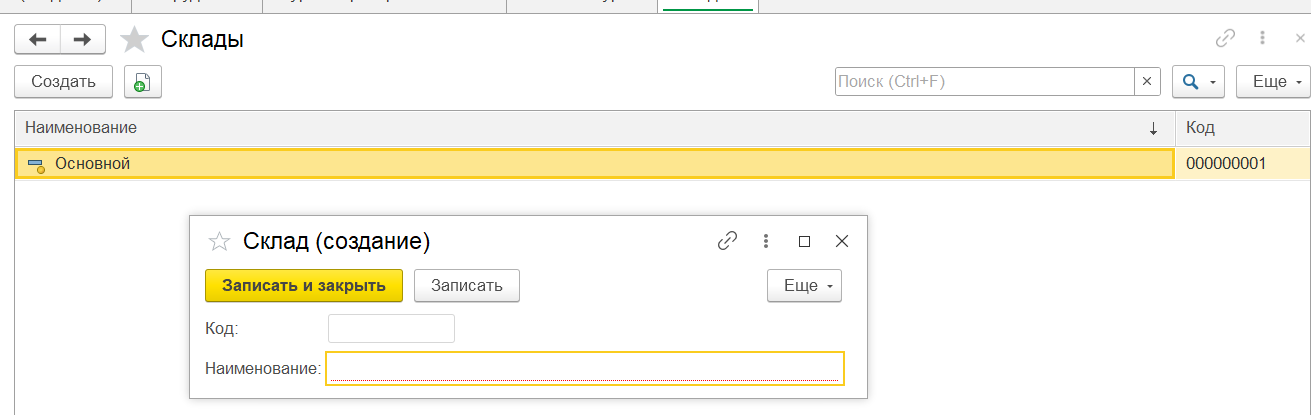 Склады
Создать
Поиск (Ctrl+F)
Еще
Наименование
Код
Основной
000000001
Склад (создание)
Записать и закрыть
Записать
Еще
Код:
Наименование: